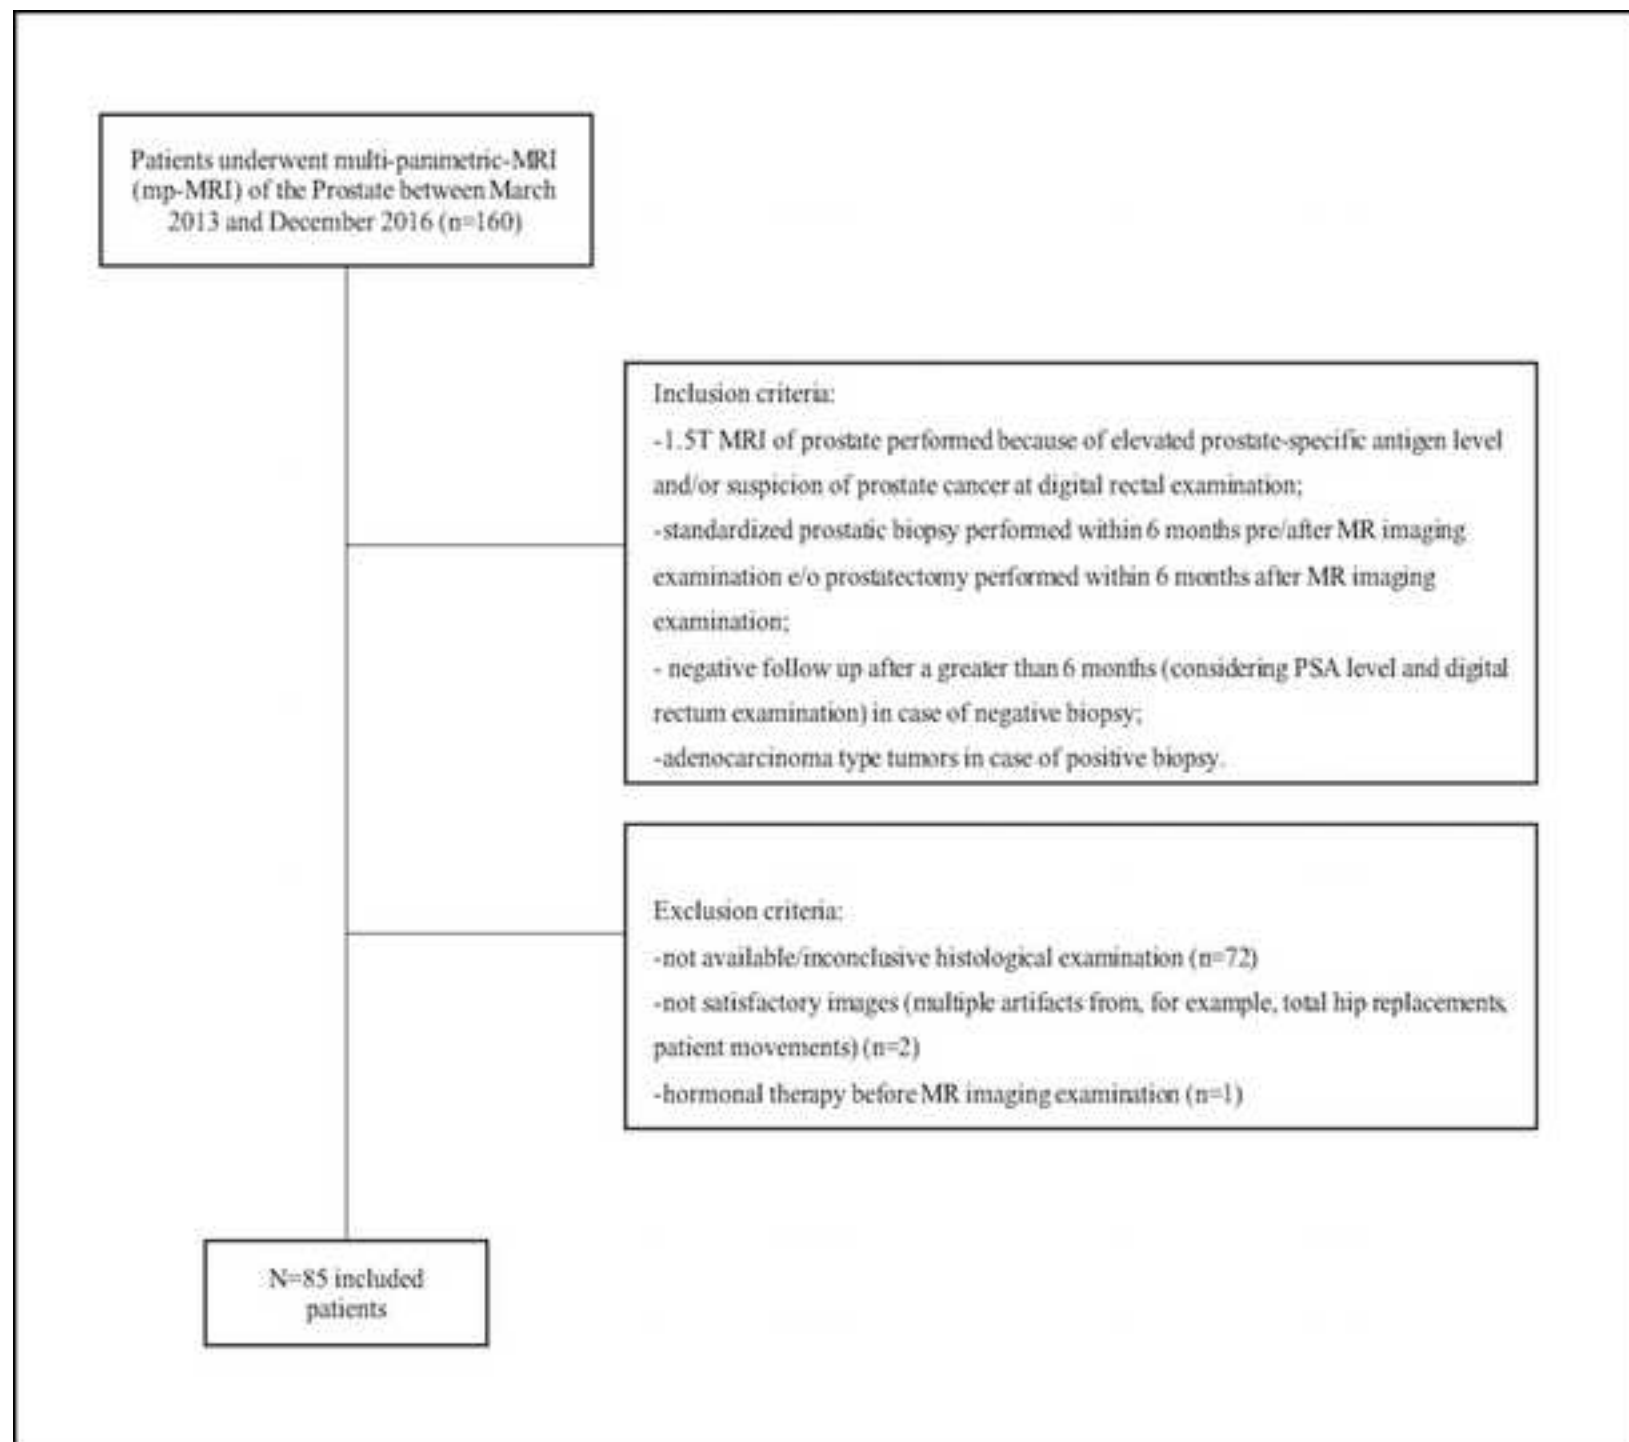 Patients underwent multi-parametric-MRI
(mp-MRI) of the Prostate between March
2013 and December 2016 (n=160)
Inclusion criteria:
-1.5T MRI of prostate performed because of elevated prostate-specific antigen level
and/or suspicion of prostate cancer at digital rectal examination;
-standardized prostatic biopsy performed within 6 months pre/after MR imaging
examination e/o prostatectomy performed within 6 months after MR imaging
examination;
- negative follow up after a greater than 6 months (considering PSA level and digital
rectum examination) in case of negative biopsy;
-adenocarcinoma type tumors in case of positive biopsy.
Exclusion criteria:
-not available/inconclusive histological examination (n=72)
-not satisfactory images (multiple artifacts from, for example, total hip replacements,
patient movements) (n=2)
-hormonal therapy before MR imaging examination (n=1)
N=85 included
patients